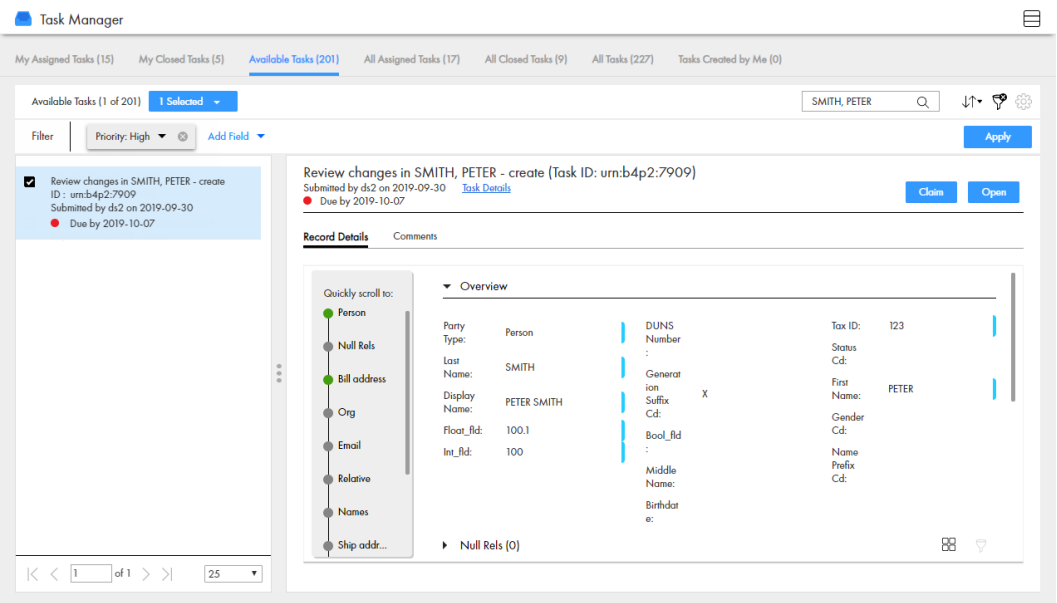 Task Manager
My Assigned Tasks (15) My Closed Tasks (5) Available Tasks (201) All Assigned Tasks (17) All Closed Tasks (9) All Tasks (227) Tasks Created by Me (0)
Available Tasks (1 of 201) 1 Selected SMITH, PETER
Filter Priority: High Add Field Apply
Review changes in SMITH, PETER - create
ID : urn:b4p2:7909
Submitted by ds2 on 2019-09-30
Due by 2019-10-07
1 of 1 25
Review changes in SMITH, PETER - create (Task ID: urn:b4p2:7909)
Submitted by ds2 on 2019-09-30 Task Details
Due by 2019-10-07
Claim Open
Record Details Comments
Quickly scroll to:
Person
Null Rels
Bill address
Org
Email
Relative
Names
Ship addr...
Overview
Party
Type:
Person
Last
Name:
SMITH
Display
Name:
PETER SMITH
Float_fld: 100.1
Int_fld: 100
DUNS
Number
:
Generat
ion
Suffix
Cd:
X
Bool_fld
:
Middle
Name:
Birthdat
e:
Tax ID: 123
Status
Cd:
First
Name:
PETER
Gender
Cd:
Name
Prefix
Cd:
Null Rels (0)